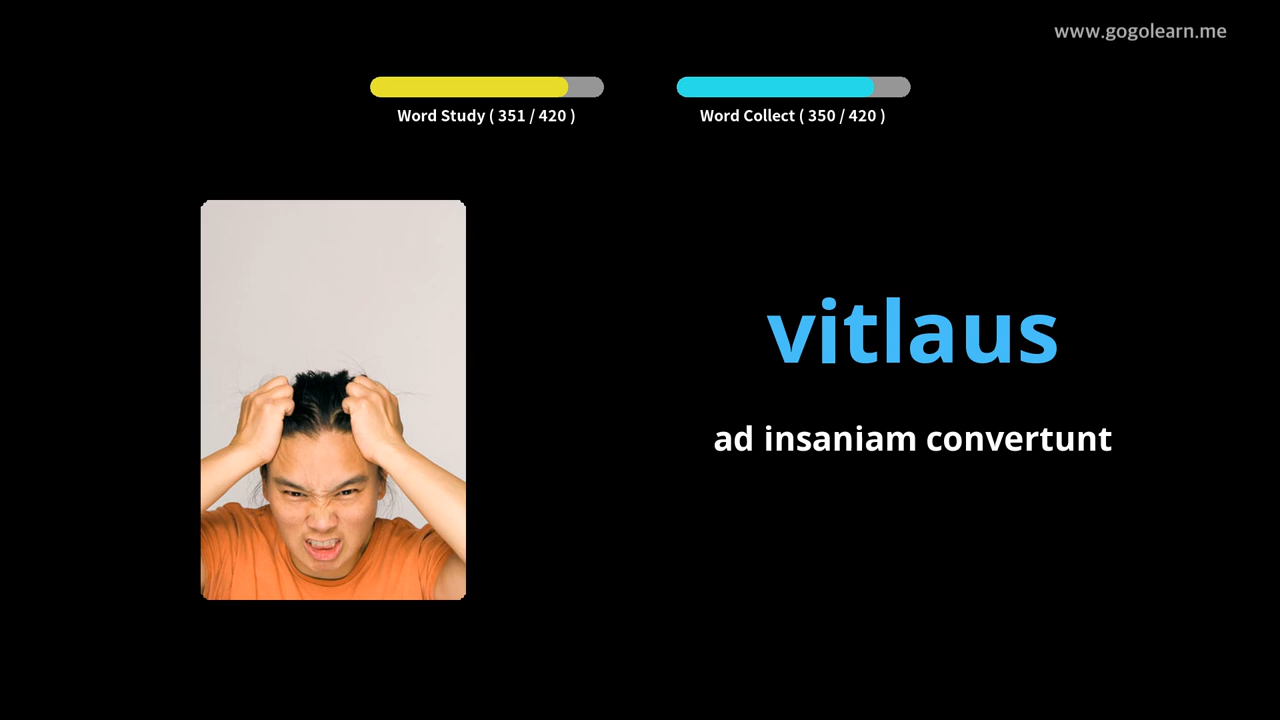 www.gogolearn.me
Word Study ( 351 / 420 )
Word Collect ( 350 / 420 )
vitlaus
ad insaniam convertunt